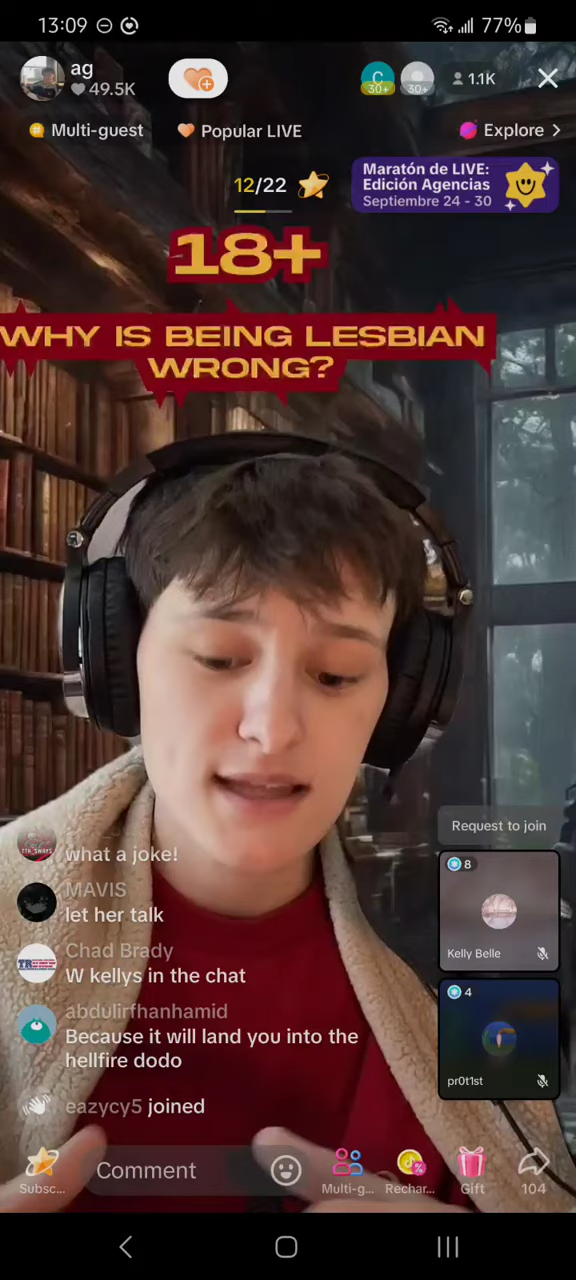 13:09
77%
ag
49.5K
C
30+
30+
1.1K
Multi-guest
Popular LIVE
Explore
12/22
Maratón de LIVE:
Edición Agencias
Septiembre 24 - 30
18+
WHY IS BEING LESBIAN
WRONG?
Request to join
what a joke!
8
MAVIS
let her talk
Kelly Belle
Chad Brady
W kellys in the chat
4
abdulirfhanhamid
Because it will land you into the
hellfire dodo
pr0t1st
eazycy5 joined
Comment
Subsc...
Multi-g...
Rechar...
Gift
104